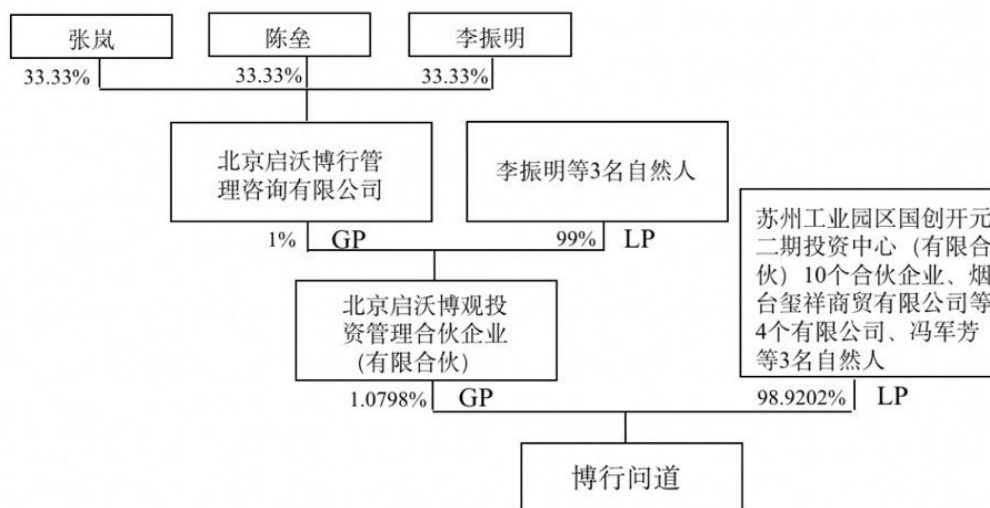 张岚
陈垒
李振明
33.33%
33.33%
33.33%
北京启沃博行管
理咨询有限公司
李振明等3名自然人
1%
GP
99%
LP
苏州工业园区国创开元
二期投资中心（有限合
伙）10个合伙企业、烟
台玺祥商贸有限公司等
4个有限公司、冯军芳
等3名自然人
北京启沃博观投
资管理合伙企业
（有限合伙）
1.0798%
GP
98.9202%
LP
博行问道